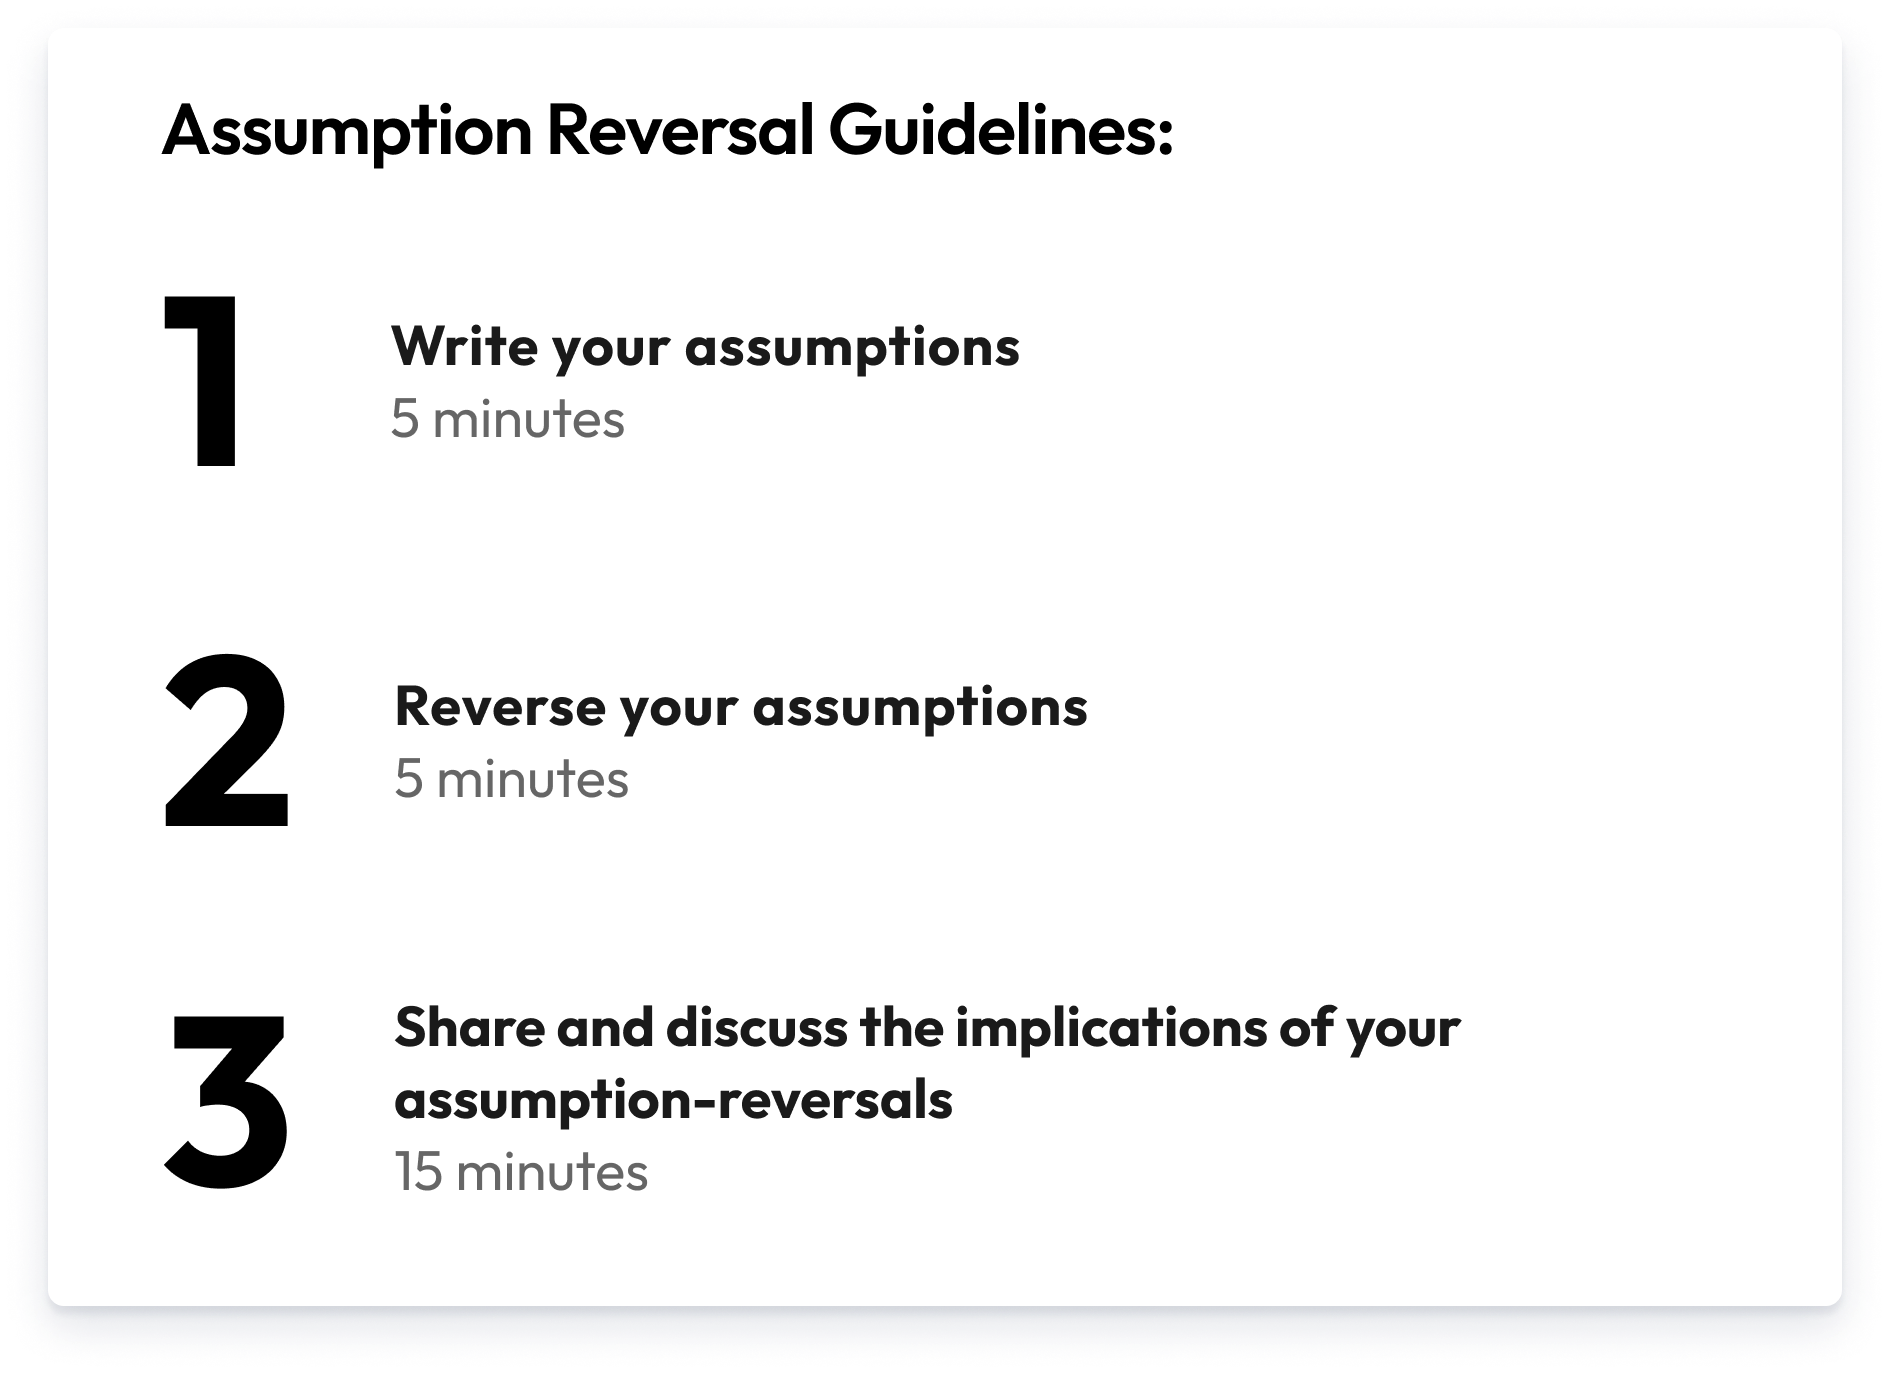 Assumption Reversal Guidelines:
1
Write your assumptions
5 minutes
2
Reverse your assumptions
5 minutes
3
Share and discuss the implications of your
assumption-reversals
15 minutes